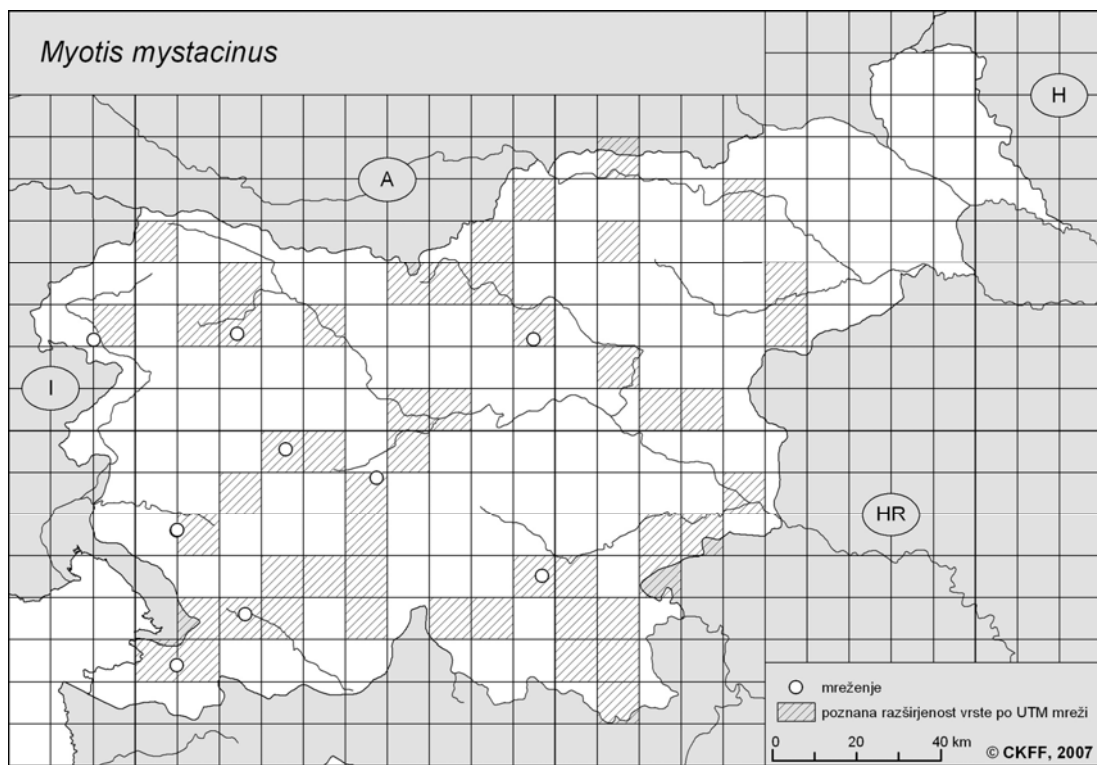 Myotis mystacinus
H
A
I
HR
mreženje
poznana razširjenost vrste po UTM mreži
0 20 40 km
© CKFF, 2007